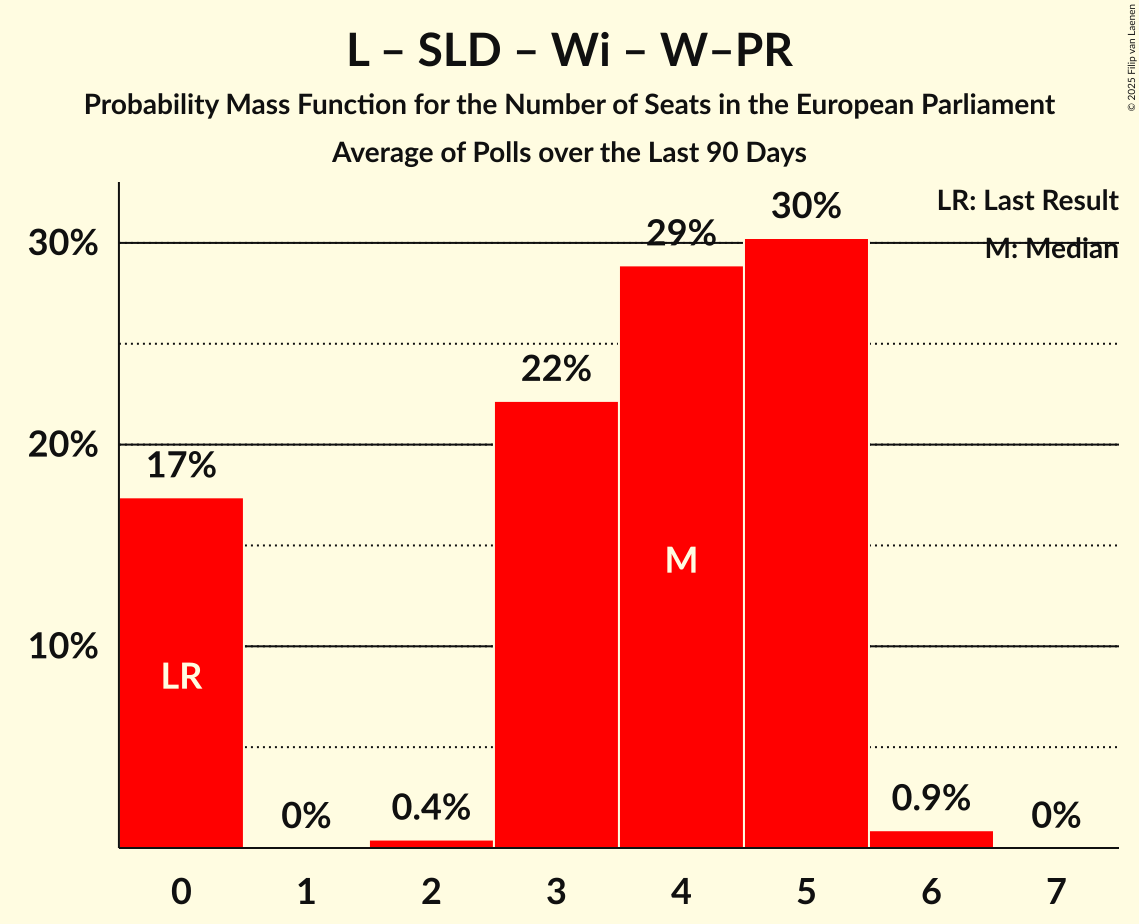 L – SLD – Wi – W–PR
Probability Mass Function for the Number of Seats in the European Parliament
Average of Polls over the Last 90 Days
© 2025 Filip van Laenen
LR: Last Result
M: Median
30%
20%
10%
17%
0%
0.4%
22%
29%
30%
0.9%
0%
LR
M
0 1 2 3 4 5 6 7